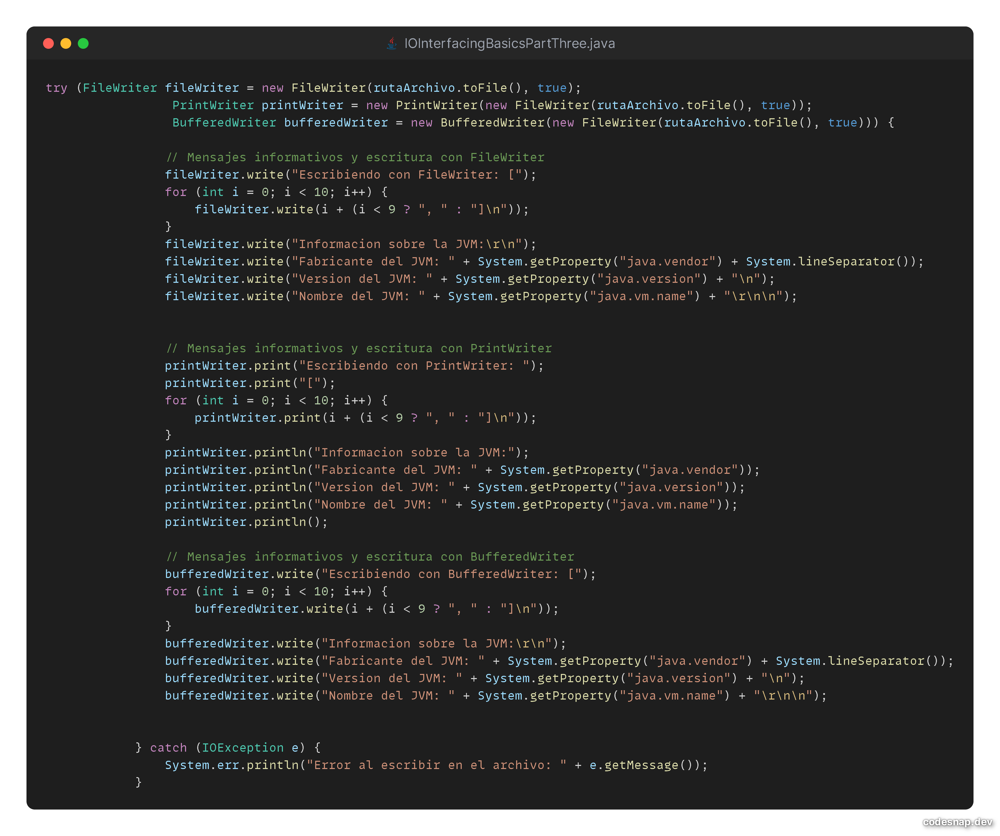 IOInterfacingBasicsPartThree.java
try (FileWriter fileWriter = new FileWriter(rutaArchivo.toFile(), true);
PrintWriter printWriter = new PrintWriter(new FileWriter(rutaArchivo.toFile(), true));
BufferedWriter bufferedWriter = new BufferedWriter(new FileWriter(rutaArchivo.toFile(), true))) {
// Mensajes informativos y escritura con FileWriter
fileWriter.write("Escribiendo con FileWriter: [");
for (int i = 0; i < 10; i++) {
fileWriter.write(i + (i < 9 ? ", " : "]\n"));
}
fileWriter.write("Informacion sobre la JVM:\r\n");
fileWriter.write("Fabricante del JVM: " + System.getProperty("java.vendor") + System.lineSeparator());
fileWriter.write("Version del JVM: " + System.getProperty("java.version") + "\n");
fileWriter.write("Nombre del JVM: " + System.getProperty("java.vm.name") + "\r\n\n");
// Mensajes informativos y escritura con PrintWriter
printWriter.print("Escribiendo con PrintWriter: ");
printWriter.print("[");
for (int i = 0; i < 10; i++) {
printWriter.print(i + (i < 9 ? ", " : "]\n"));
}
printWriter.println("Informacion sobre la JVM:");
printWriter.println("Fabricante del JVM: " + System.getProperty("java.vendor"));
printWriter.println("Version del JVM: " + System.getProperty("java.version"));
printWriter.println("Nombre del JVM: " + System.getProperty("java.vm.name"));
printWriter.println();
// Mensajes informativos y escritura con BufferedWriter
bufferedWriter.write("Escribiendo con BufferedWriter: [");
for (int i = 0; i < 10; i++) {
bufferedWriter.write(i + (i < 9 ? ", " : "]\n"));
}
bufferedWriter.write("Informacion sobre la JVM:\r\n");
bufferedWriter.write("Fabricante del JVM: " + System.getProperty("java.vendor") + System.lineSeparator());
bufferedWriter.write("Version del JVM: " + System.getProperty("java.version") + "\n");
bufferedWriter.write("Nombre del JVM: " + System.getProperty("java.vm.name") + "\r\n\n");
} catch (IOException e) {
System.err.println("Error al escribir en el archivo: " + e.getMessage());
}
codesnap.dev